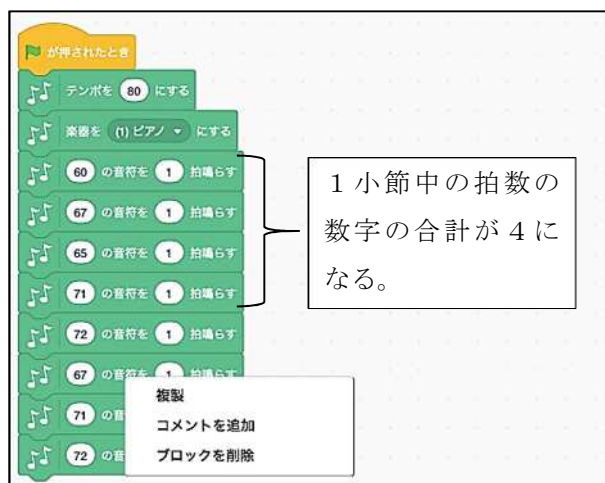 が押されたとき
テンポを 80 にする
楽器を (1) ピアノ ▼ にする
60 の音符を 1 拍鳴らす
67 の音符を 1 拍鳴らす
65 の音符を 1 拍鳴らす
71 の音符を 1 拍鳴らす
72 の音符を 1 拍鳴らす
67 の音符を 1 拍鳴らす
71 の音
72 の音
複製
コメントを追加
ブロックを削除
１小節中の拍数の
数字の合計が４に
なる。